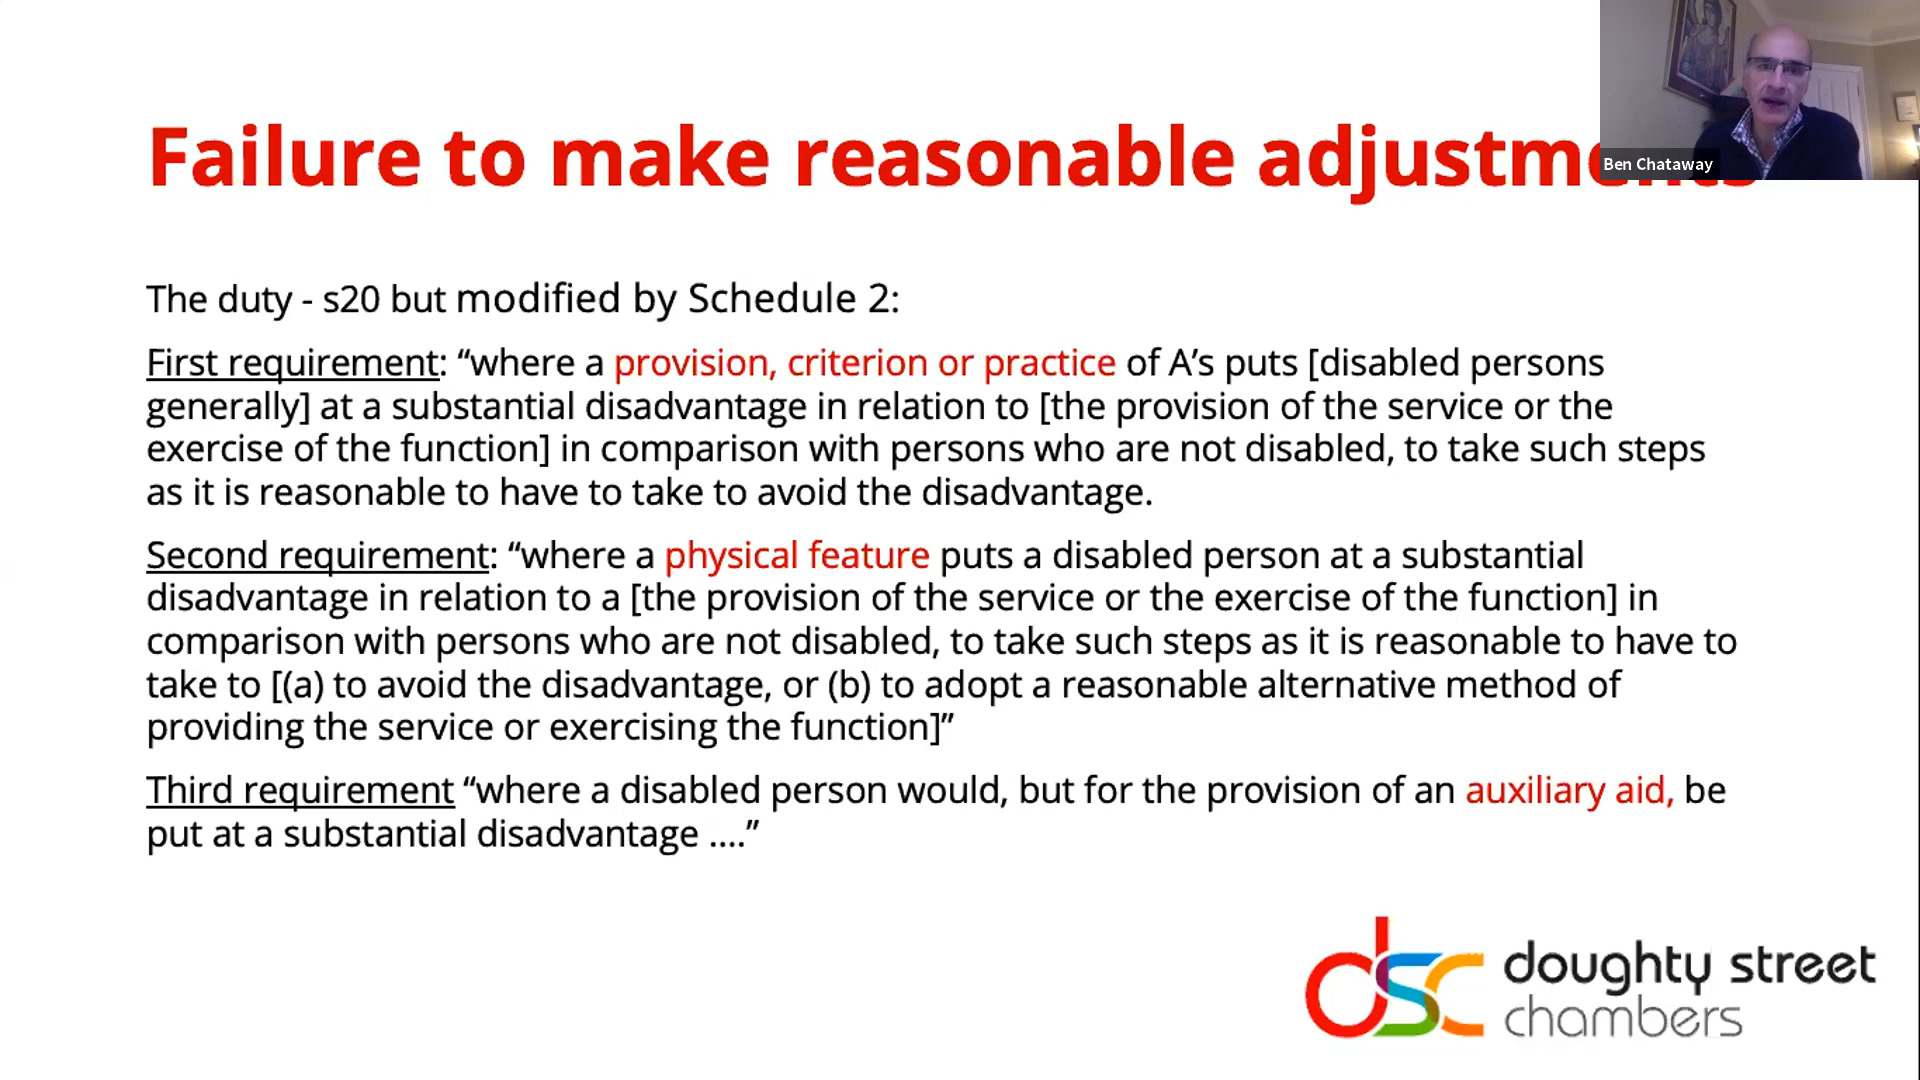 Failure to make reasonable adjustm
Ben Chataway
The duty - s20 but modified by Schedule 2:
First requirement: “where a provision, criterion or practice of A’s puts [disabled persons
generally] at a substantial disadvantage in relation to [the provision of the service or the
exercise of the function] in comparison with persons who are not disabled, to take such steps
as it is reasonable to have to take to avoid the disadvantage.
Second requirement: “where a physical feature puts a disabled person at a substantial
disadvantage in relation to a [the provision of the service or the exercise of the function] in
comparison with persons who are not disabled, to take such steps as it is reasonable to have to
take to [(a) to avoid the disadvantage, or (b) to adopt a reasonable alternative method of
providing the service or exercising the function]”
Third requirement “where a disabled person would, but for the provision of an auxiliary aid, be
put at a substantial disadvantage ....”
dsc doughty street
chambers